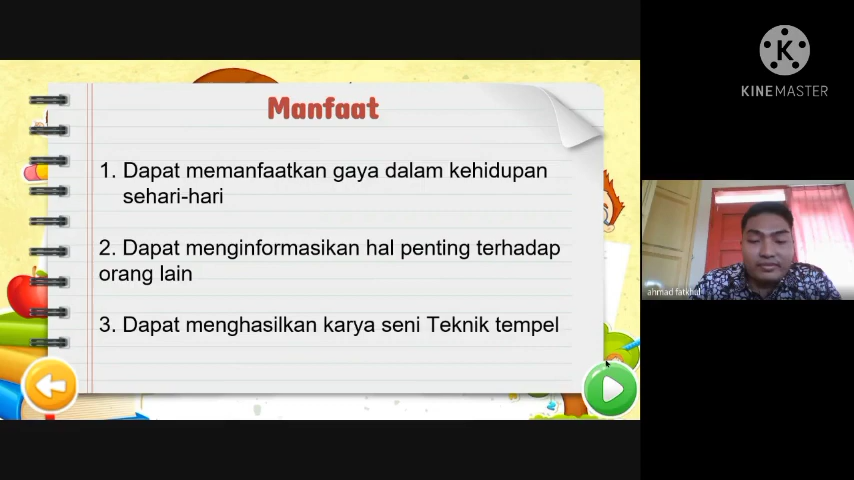 Manfaat
1. Dapat memanfaatkan gaya dalam kehidupan
sehari-hari
2. Dapat menginformasikan hal penting terhadap
orang lain
3. Dapat menghasilkan karya seni Teknik tempel
K
KINEMASTER
ahmad fatkhul